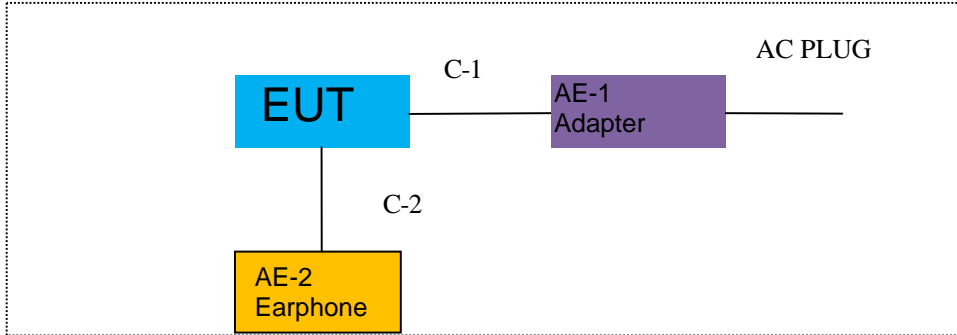 AC PLUG
C-1
EUT
AE-1
Adapter
C-2
AE-2
Earphone